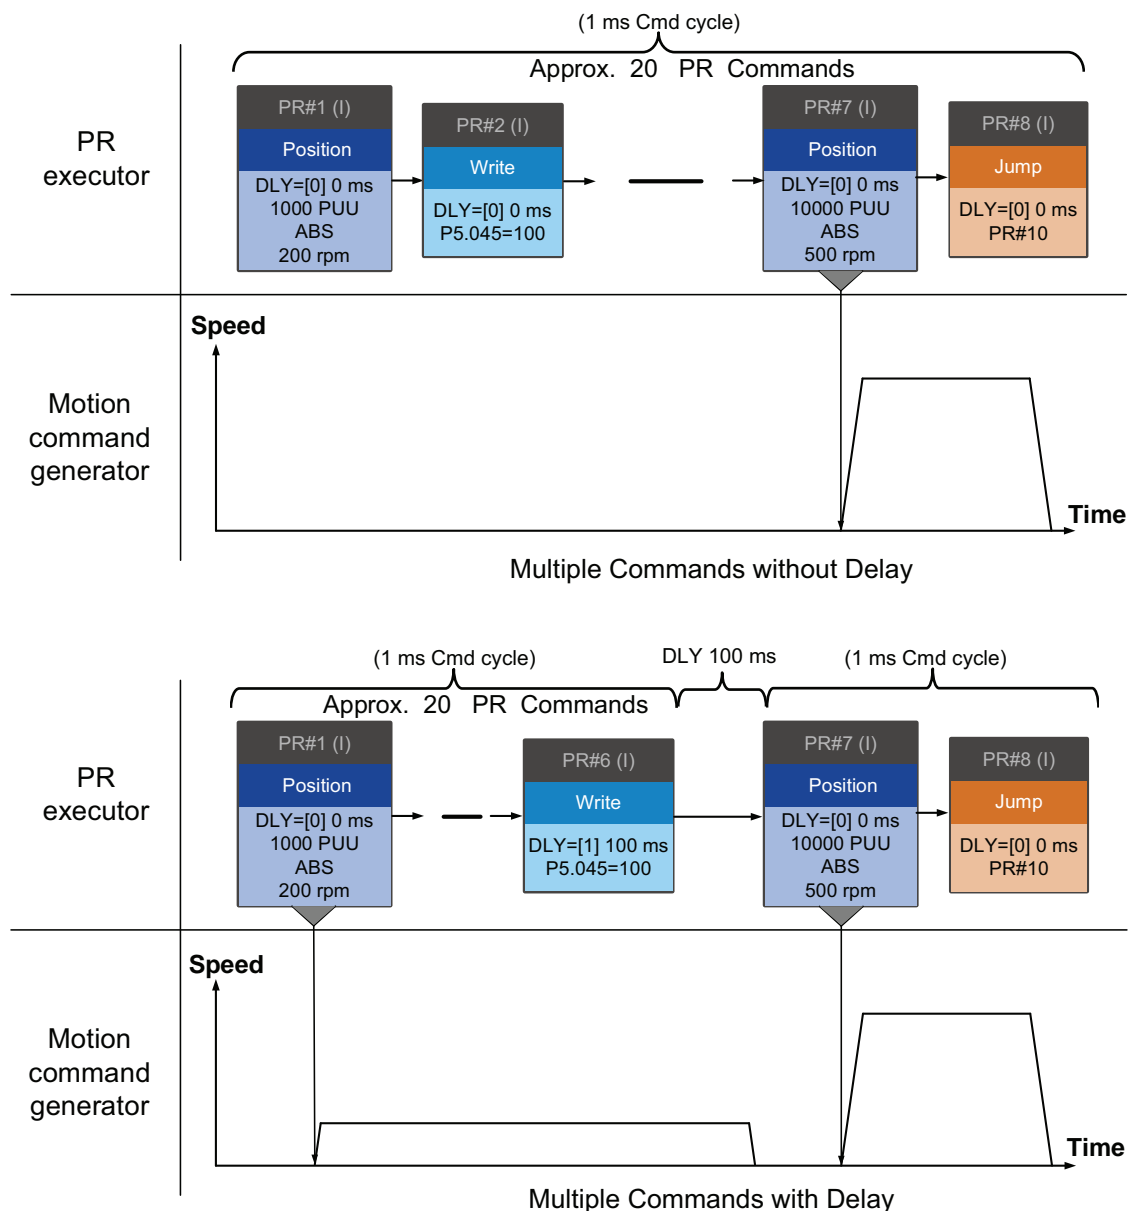 (1 ms Cmd cycle)
Approx. 20 PR Commands
PR executor
PR#1 (I)
Position
DLY=[0] 0 ms
1000 PUU
ABS
200 rpm
PR#2 (I)
Write
DLY=[0] 0 ms
P5.045=100
PR#7 (I)
Position
DLY=[0] 0 ms
10000 PUU
ABS
500 rpm
PR#8 (I)
Jump
DLY=[0] 0 ms
PR#10
Motion
command
generator
Speed
Time
Multiple Commands without Delay
(1 ms Cmd cycle)
DLY 100 ms
(1 ms Cmd cycle)
Approx. 20 PR Commands
PR
executor
PR#1 (I)
Position
DLY=[0] 0 ms
1000 PUU
ABS
200 rpm
PR#6 (I)
Write
DLY=[1] 100 ms
P5.045=100
PR#7 (I)
Position
DLY=[0] 0 ms
10000 PUU
ABS
500 rpm
PR#8 (I)
Jump
DLY=[0] 0 ms
PR#10
Motion
command
generator
Speed
Time
Multiple Commands with Delay